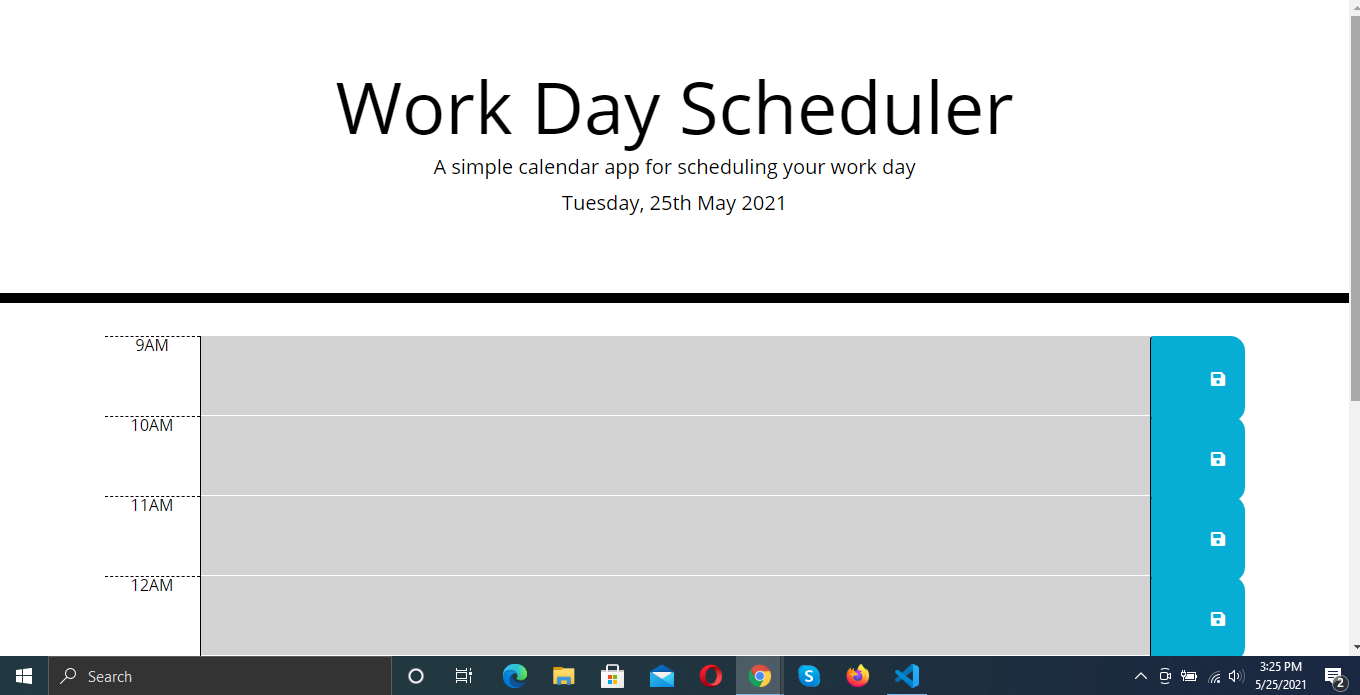 Work Day Scheduler
A simple calendar app for scheduling your work day
Tuesday, 25th May 2021
9AM
10AM
11AM
12AM
Search
S
3:25 PM
5/25/2021
2